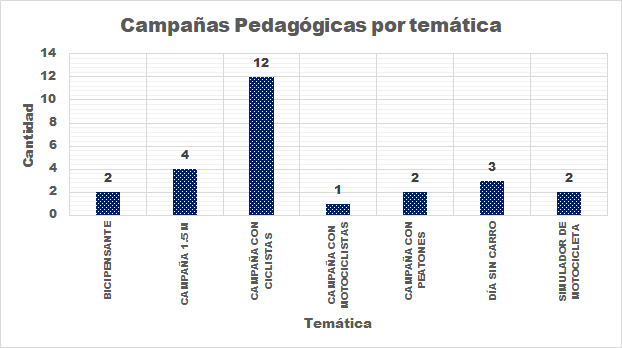 Campañas Pedagógicas por temática
Cantidad
14
12
10
8
6
4
2
0
2
4
12
1
2
3
2
BICIPENSANTE
CAMPAÑA 1.5 M
CAMPAÑA CON
CICLISTAS
CAMPAÑA CON
MOTOCICLISTAS
CAMPAÑA CON
PEATONES
DÍA SIN CARRO
SIMULADOR DE
MOTOCICLETA
Temática